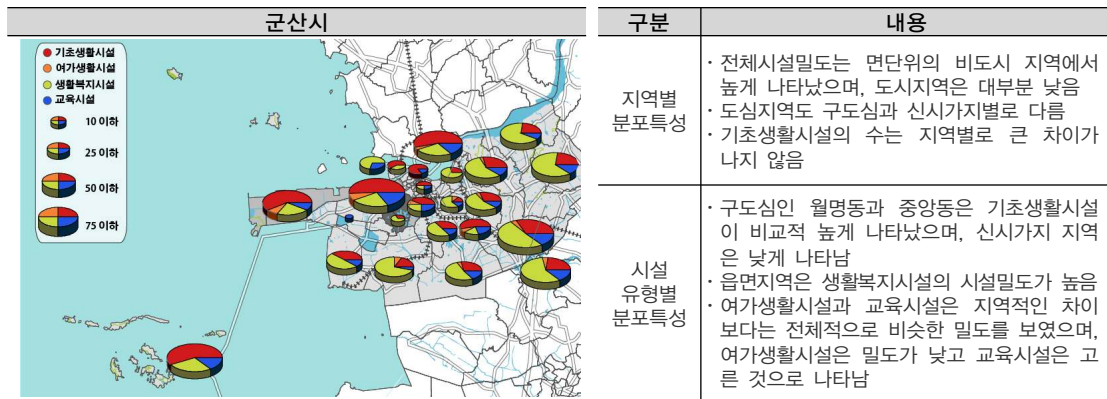 군산시
기초생활시설
여가생활시설
생활복지시설
교육시설
10 이하
25 이하
50 이하
75 이하
구분
내용
지역별
분포특성
· 전체시설밀도는 면단위의 비도시 지역에서
높게 나타났으며, 도시지역은 대부분 낮음
· 도심지역도 구도심과 신시가지별로 다름
· 기초생활시설의 수는 지역별로 큰 차이가
나지 않음
시설
유형별
분포특성
· 구도심인 월명동과 중앙동은 기초생활시설
이 비교적 높게 나타났으며, 신시가지 지역
은 낮게 나타남
· 읍면지역은 생활복지시설의 시설밀도가 높음
· 여가생활시설과 교육시설은 지역적인 차이
보다는 전체적으로 비슷한 밀도를 보였으며,
여가생활시설은 밀도가 낮고 교육시설은 고
른 것으로 나타남